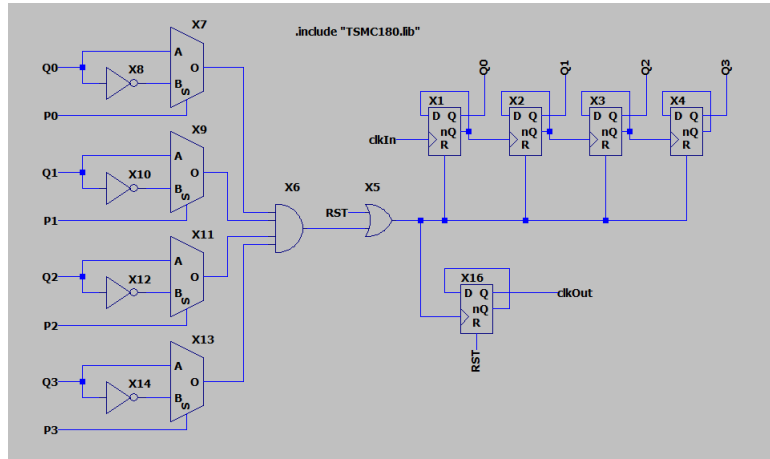 X7
.include "TSMC180.lib"
A
Q0
X8
O
B
S
P0
X9
A
Q1
X10
O
B
S
P1
X11
A
Q2
X12
O
B
S
P2
X13
A
Q3
X14
O
B
S
P3
X6
X5
RST
Q0
Q1
Q2
Q3
X1
D Q
nQ
R
clkIn
X2
D Q
nQ
R
X3
D Q
nQ
R
X4
D Q
nQ
R
X16
D Q
nQ
R
clkOut
RST